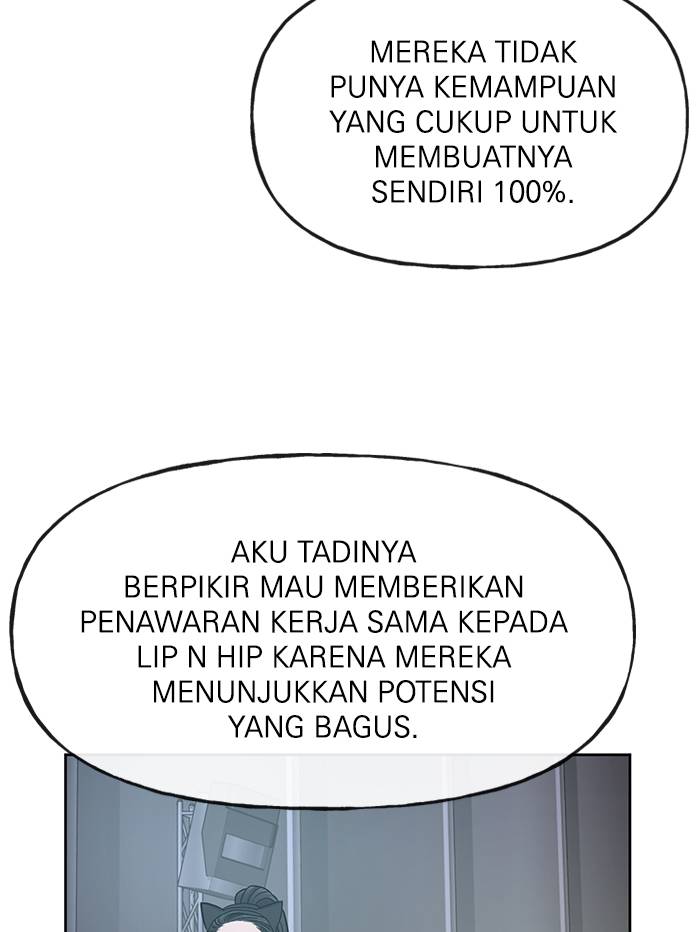 MEREKA TIDAK
PUNYA KEMAMPUAN
YANG CUKUP UNTUK
MEMBUATNYA
SENDIRI 100%.
AKU TADINYA
BERPIKIR MAU MEMBERIKAN
PENAWARAN KERJA SAMA KEPADA
LIP N HIP KARENA MEREKA
MENUNJUKKAN POTENSI
YANG BAGUS.